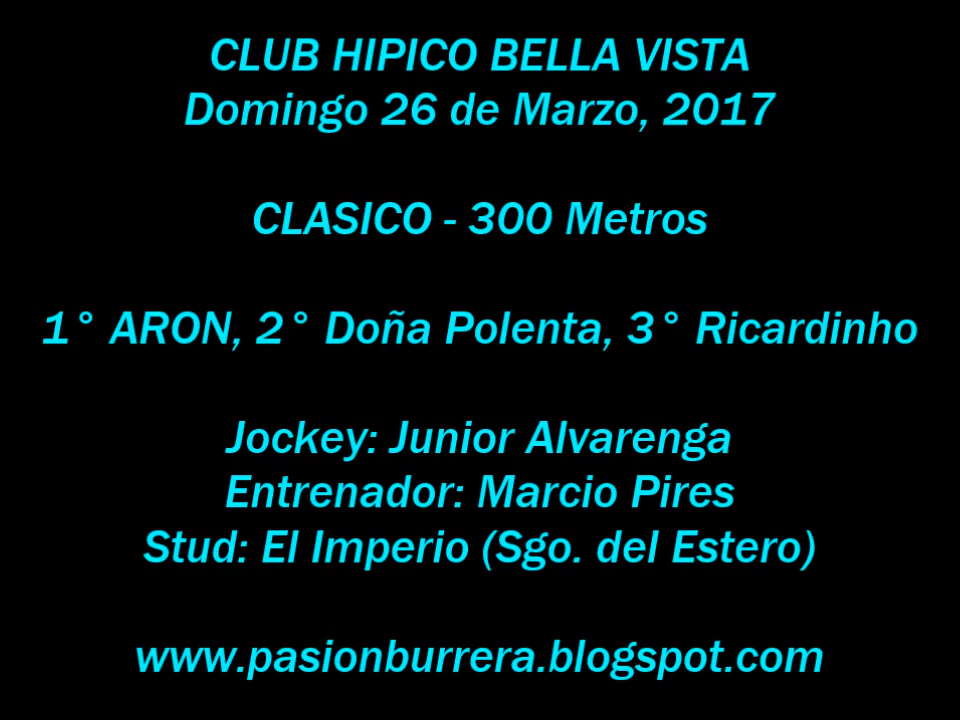 CLUB HIPICO BELLA VISTA
Domingo 26 de Marzo, 2017
CLASICO - 300 Metros
1° ARON, 2° Doña Polenta, 3° Ricardinho
Jockey: Junior Alvarenga
Entrenador: Marcio Pires
Stud: El Imperio (Sgo. del Estero)
www.pasionburrera.blogspot.com